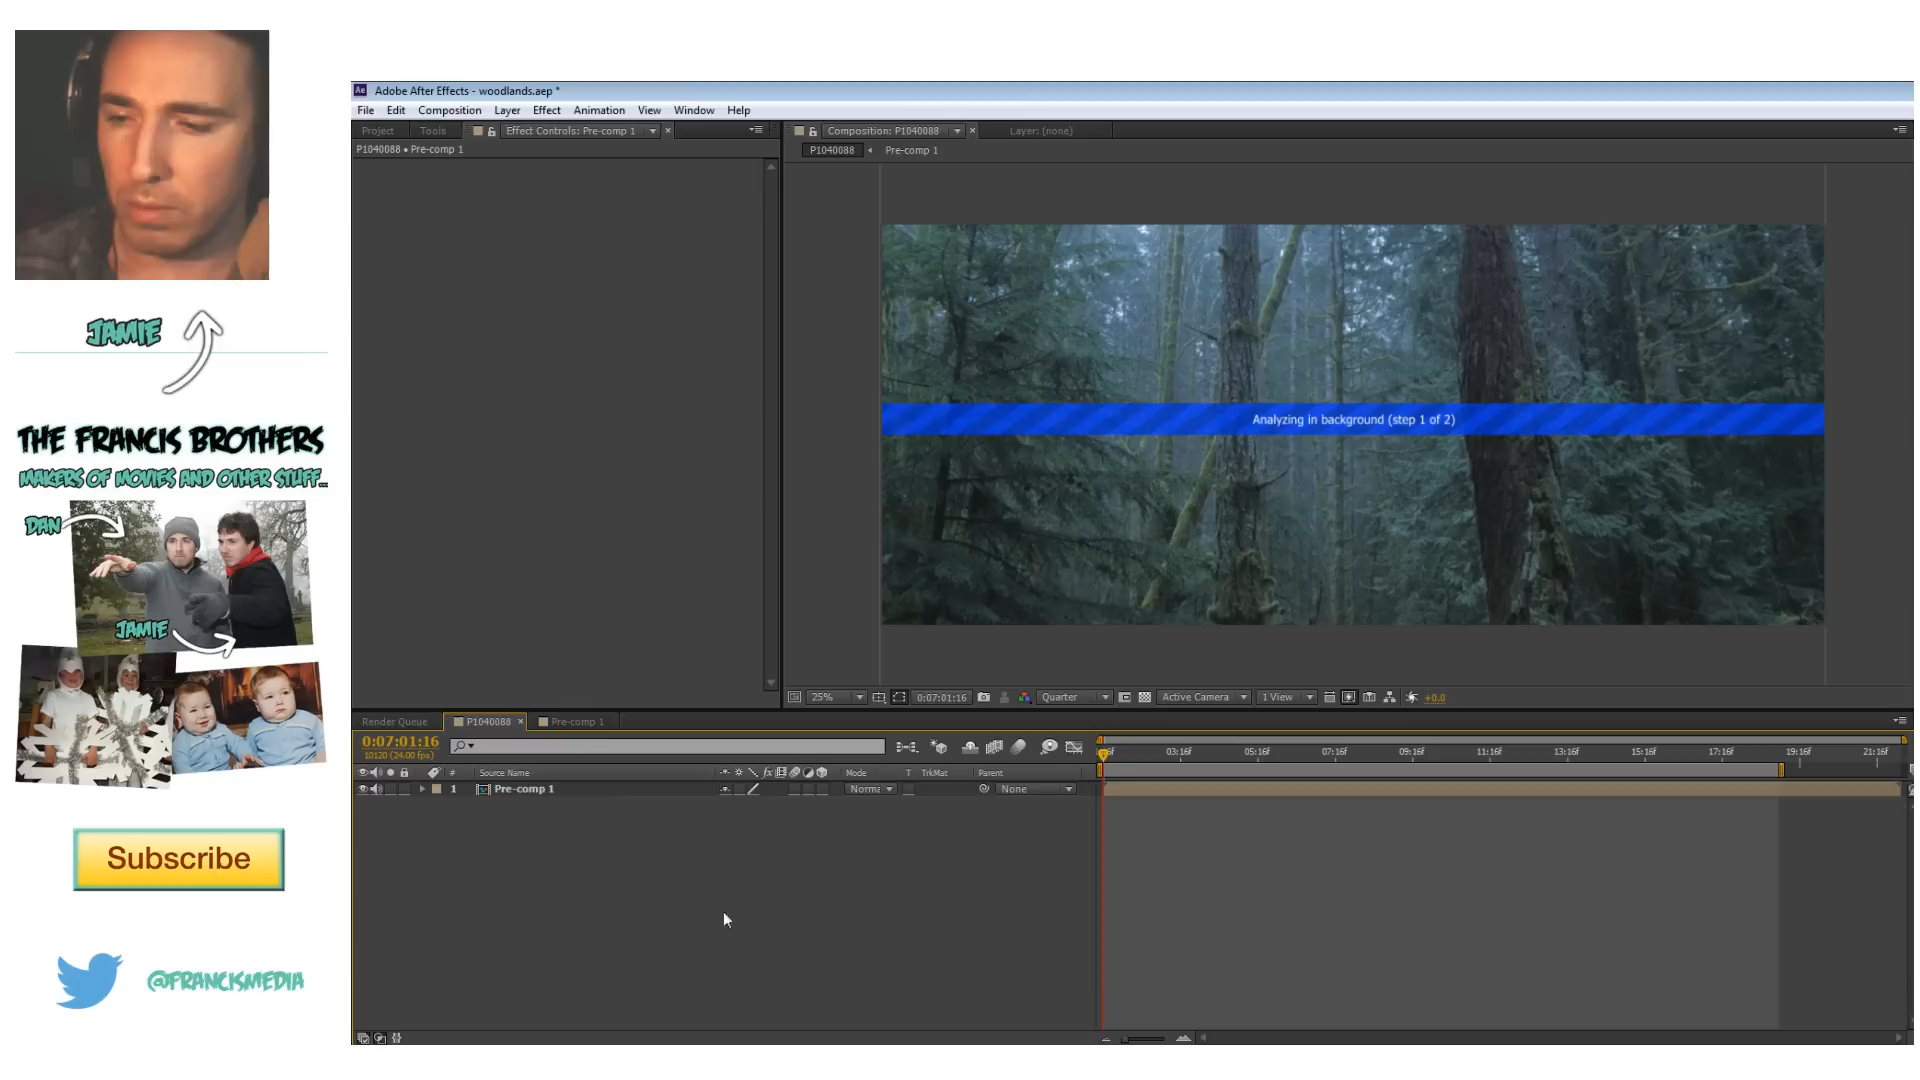 JAMIE
THE FRANCIS BROTHERS
MAKERS OF MOVIES AND OTHER STUFF...
DAN
JAMIE
Subscribe
@FRANCISMEDIA
Ae Adobe After Effects - woodlands.aep *
File Edit Composition Layer Effect Animation View Window Help
Project Tools Effect Controls: Pre-comp 1
P1040088 • Pre-comp 1
Composition: P1040088 Layer: (none)
P1040088 Pre-comp 1
Analyzing in background (step 1 of 2)
25% 0:07:01:16 Quarter Active Camera 1 View +0.0
Render Queue P1040088 Pre-comp 1
0:07:01:16
10120 (24.00 fps)
03:16f 05:16f 07:16f 09:16f 11:16f 13:16f 15:16f 17:16f 19:16f 21:16f
# Source Name fx Mode T TrkMat Parent
1 Pre-comp 1 Norma None